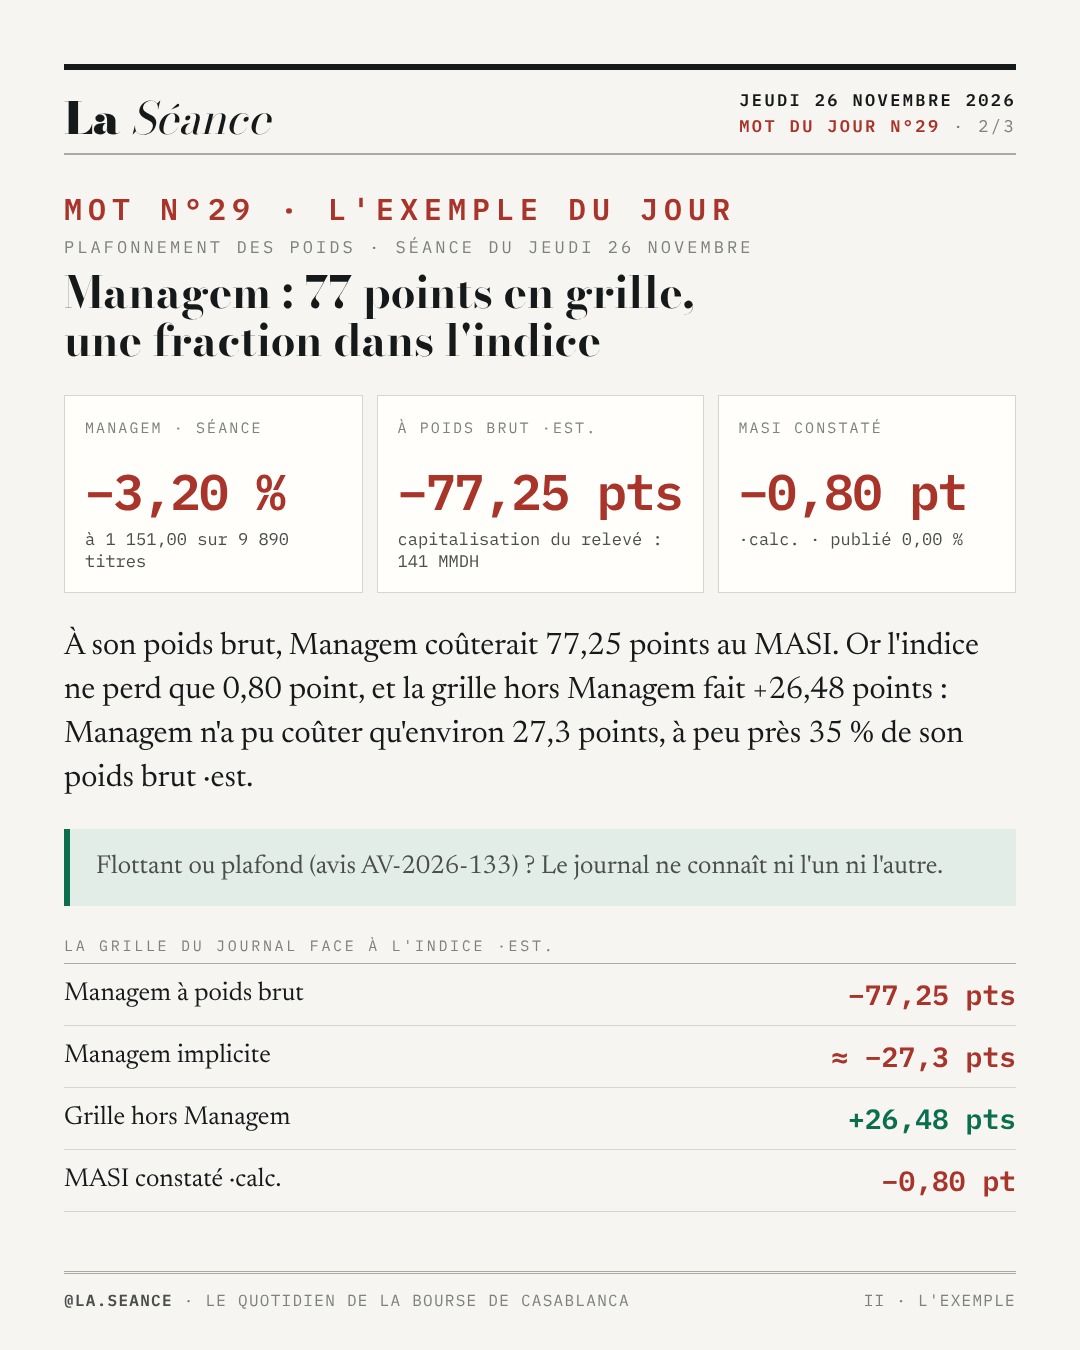 La Séance
JEUDI 26 NOVEMBRE 2026
MOT DU JOUR N°29 · 2/3
MOT N°29 · L'EXEMPLE DU JOUR
PLAFONNEMENT DES POIDS · SÉANCE DU JEUDI 26 NOVEMBRE
Managem : 77 points en grille,
une fraction dans l'indice
MANAGEM · SÉANCE
−3,20 %
à 1 151,00 sur 9 890
titres
À POIDS BRUT ·EST.
−77,25 pts
capitalisation du relevé :
141 MMDH
MASI CONSTATÉ
−0,80 pt
·calc. · publié 0,00 %
À son poids brut, Managem coûterait 77,25 points au MASI. Or l'indice
ne perd que 0,80 point, et la grille hors Managem fait +26,48 points :
Managem n'a pu coûter qu'environ 27,3 points, à peu près 35 % de son
poids brut ·est.
Flottant ou plafond (avis AV-2026-133) ? Le journal ne connaît ni l'un ni l'autre.
LA GRILLE DU JOURNAL FACE À L'INDICE ·EST.
Managem à poids brut −77,25 pts
Managem implicite ≈ −27,3 pts
Grille hors Managem +26,48 pts
MASI constaté ·calc. −0,80 pt
@LA.SEANCE · LE QUOTIDIEN DE LA BOURSE DE CASABLANCA
II · L'EXEMPLE